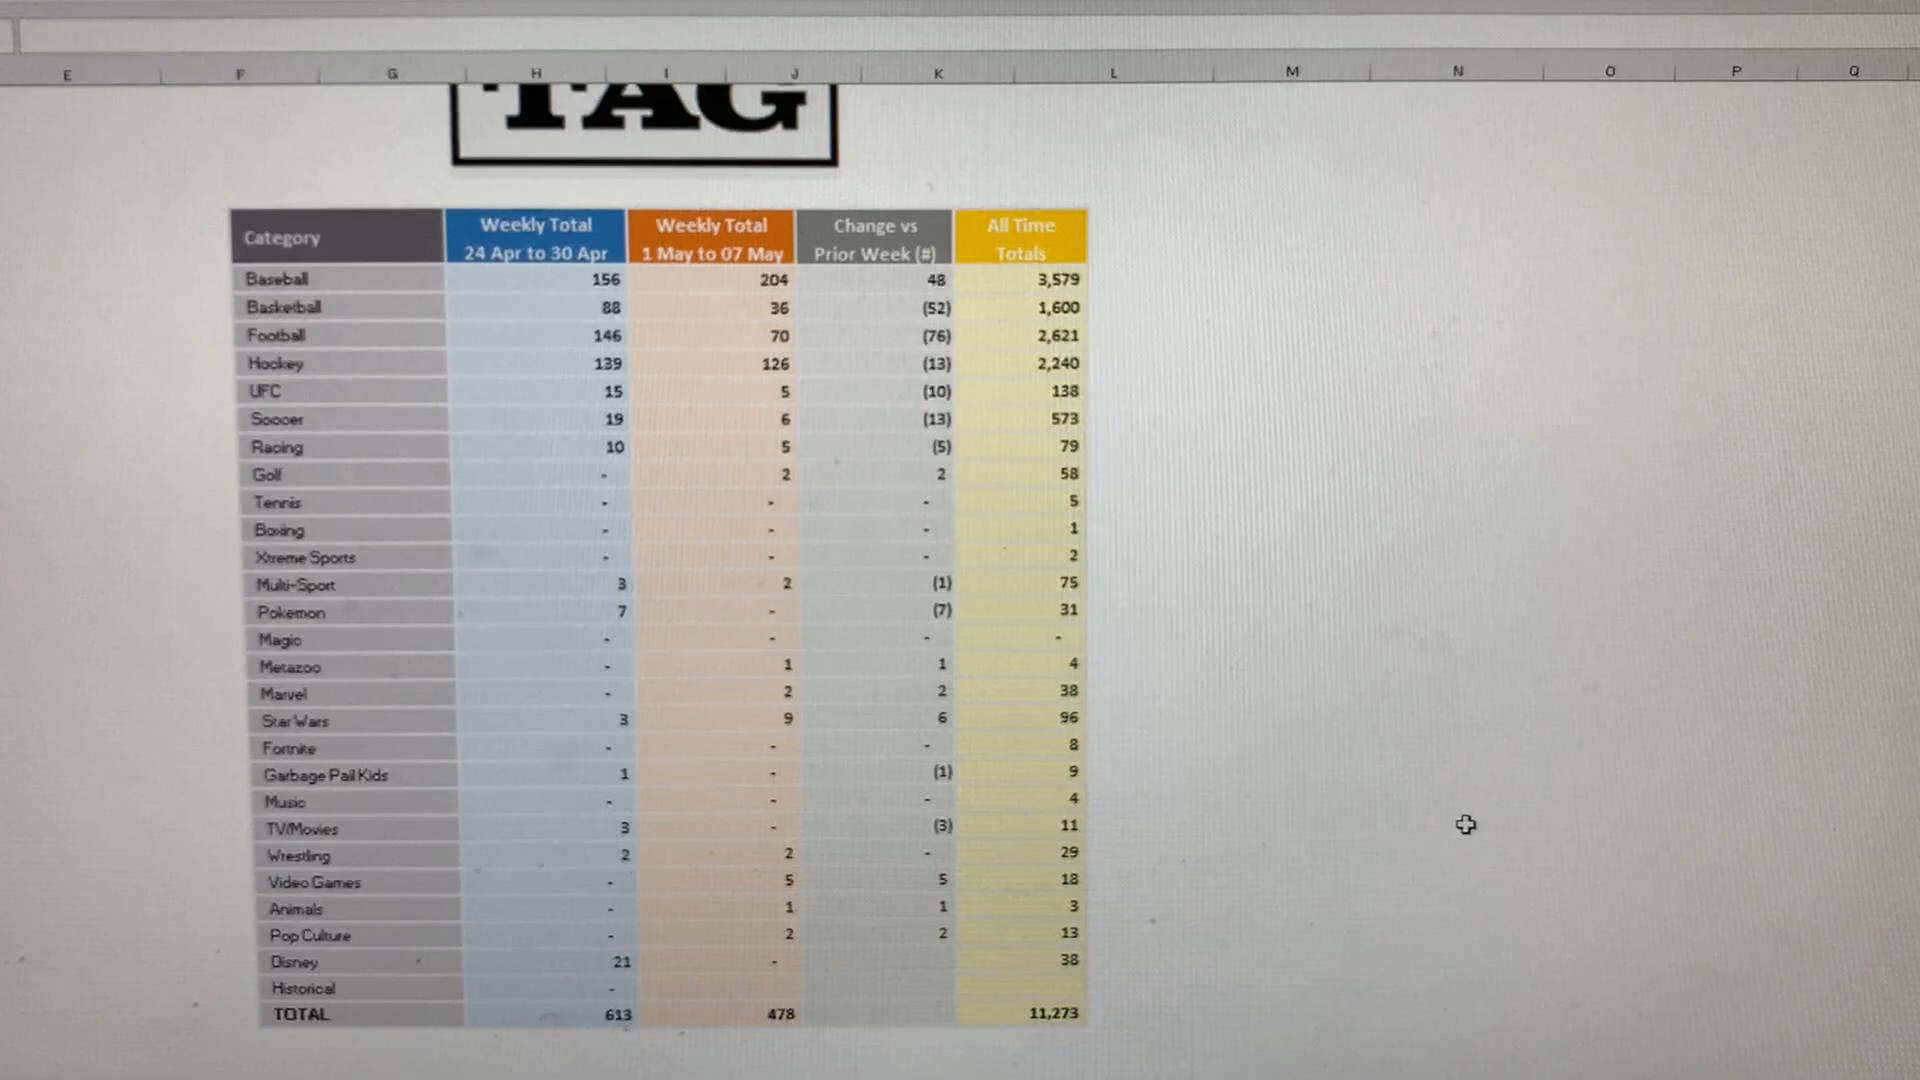 E F G H I J K L M N O P Q
TAG
Category Weekly Total 24 Apr to 30 Apr Weekly Total 1 May to 07 May Change vs Prior Week (#) All Time Totals
Baseball 156 204 48 3,579
Basketball 88 36 (52) 1,600
Football 146 70 (76) 2,621
Hockey 139 126 (13) 2,240
UFC 15 5 (10) 138
Soccer 19 6 (13) 573
Racing 10 5 (5) 79
Golf - 2 2 58
Tennis - - - 5
Boxing - - - 1
Xtreme Sports - - - 2
Multi-Sport 3 2 (1) 75
Pokemon 7 - (7) 31
Magic - - - -
Metazoo - 1 1 4
Marvel - 2 2 38
Star Wars 3 9 6 96
Fortnite - - - 8
Garbage Pail Kids 1 - (1) 9
Music - - - 4
TV/Movies 3 - (3) 11
Wrestling 2 2 - 29
Video Games - 5 5 18
Animals - 1 1 3
Pop Culture - 2 2 13
Disney 21 - 38
Historical -
TOTAL 613 478 11,273